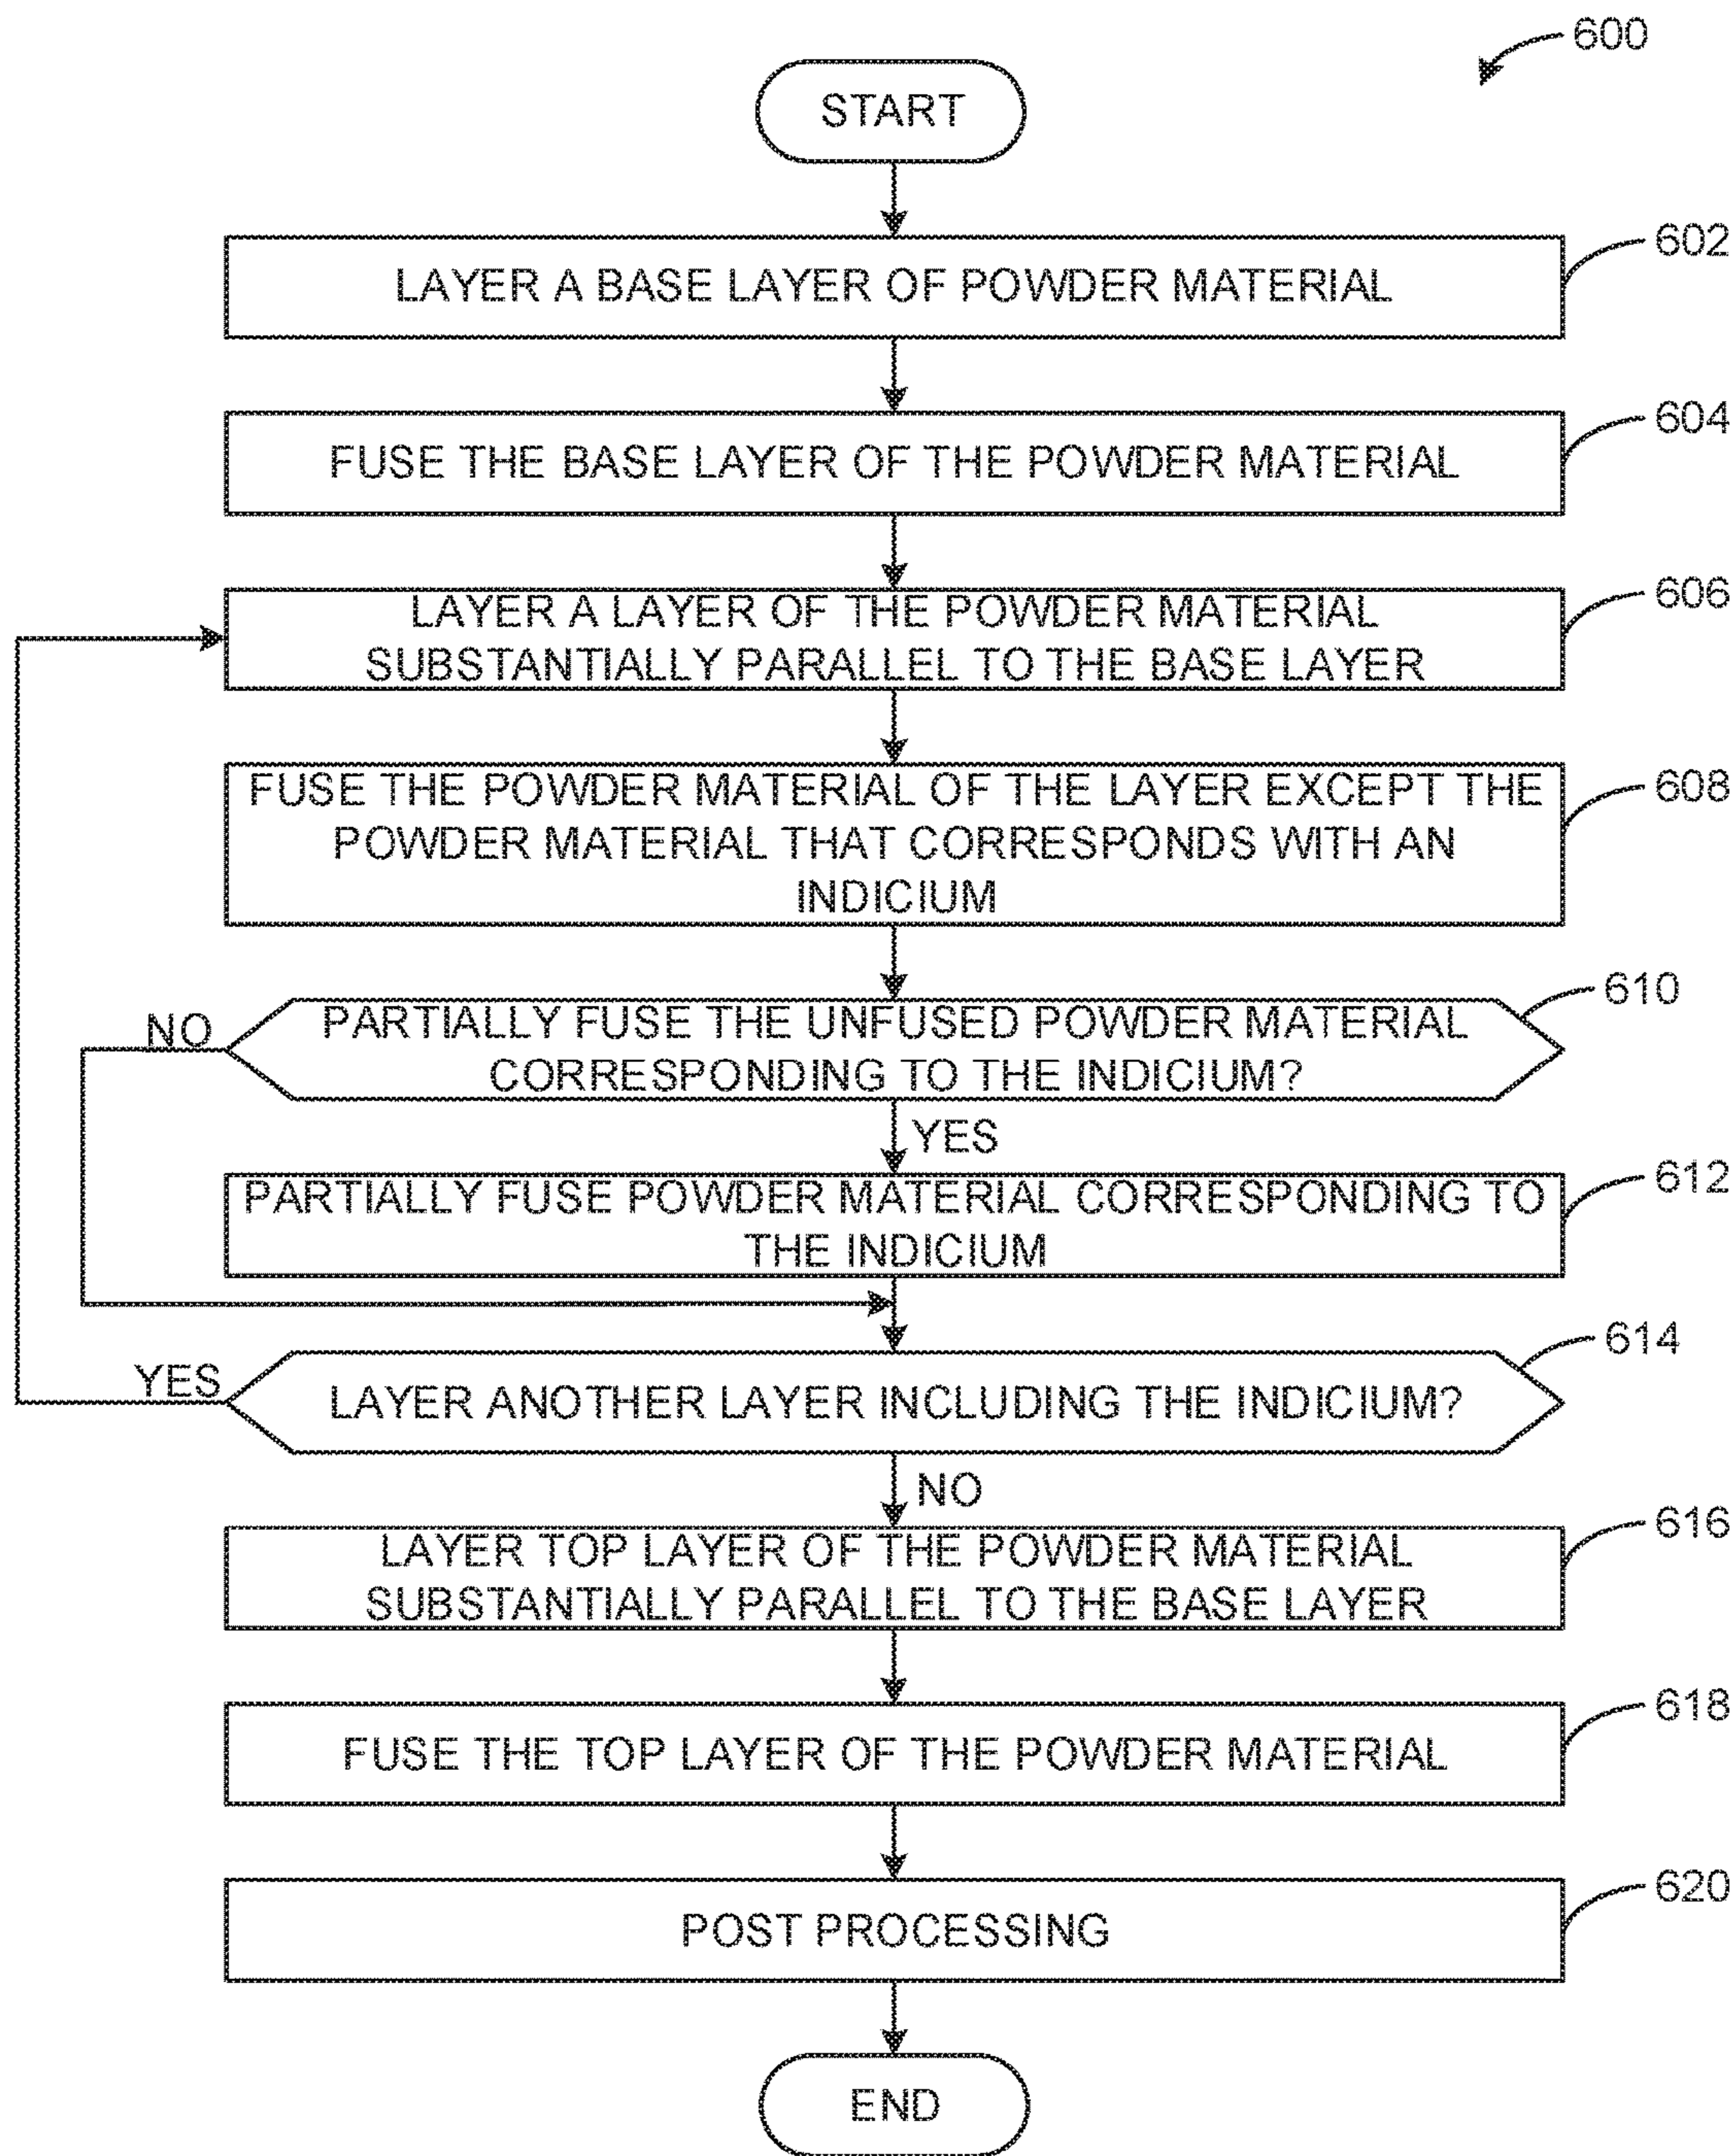 600
START
602
LAYER A BASE LAYER OF POWDER MATERIAL
604
FUSE THE BASE LAYER OF THE POWDER MATERIAL
606
LAYER A LAYER OF THE POWDER MATERIAL
SUBSTANTIALLY PARALLEL TO THE BASE LAYER
608
FUSE THE POWDER MATERIAL OF THE LAYER EXCEPT THE
POWDER MATERIAL THAT CORRESPONDS WITH AN
INDICIUM
610
NO
PARTIALLY FUSE THE UNFUSED POWDER MATERIAL
CORRESPONDING TO THE INDICIUM?
YES
612
PARTIALLY FUSE POWDER MATERIAL CORRESPONDING TO
THE INDICIUM
614
YES
LAYER ANOTHER LAYER INCLUDING THE INDICIUM?
NO
616
LAYER TOP LAYER OF THE POWDER MATERIAL
SUBSTANTIALLY PARALLEL TO THE BASE LAYER
618
FUSE THE TOP LAYER OF THE POWDER MATERIAL
620
POST PROCESSING
END